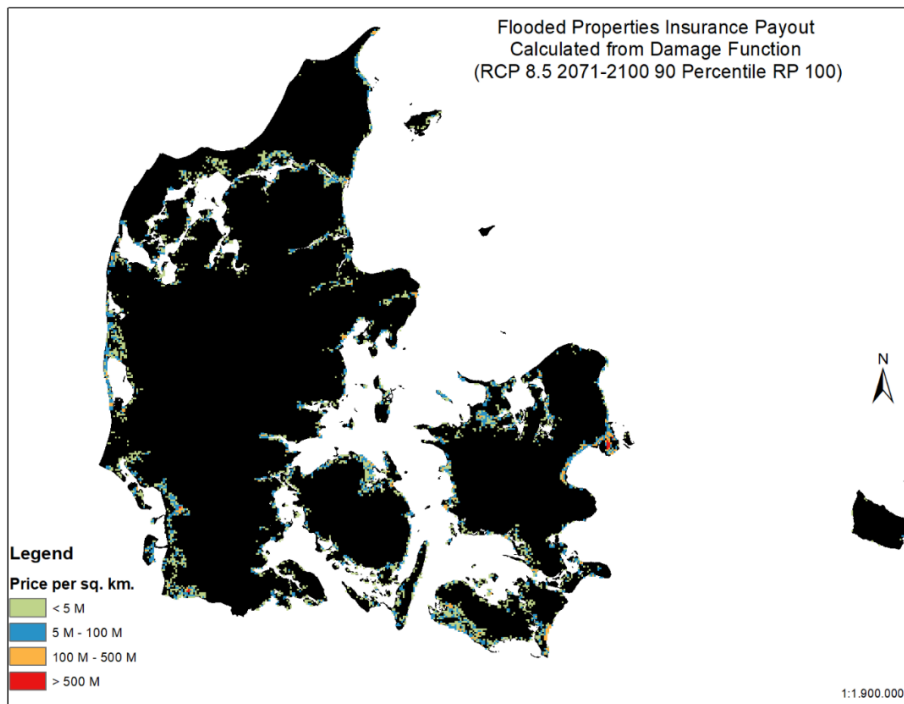 Flooded Properties Insurance Payout
Calculated from Damage Function
(RCP 8.5 2071-2100 90 Percentile RP 100)
N
Legend
Price per sq. km.
< 5 M
5 M - 100 M
100 M - 500 M
> 500 M
1:1.900.000